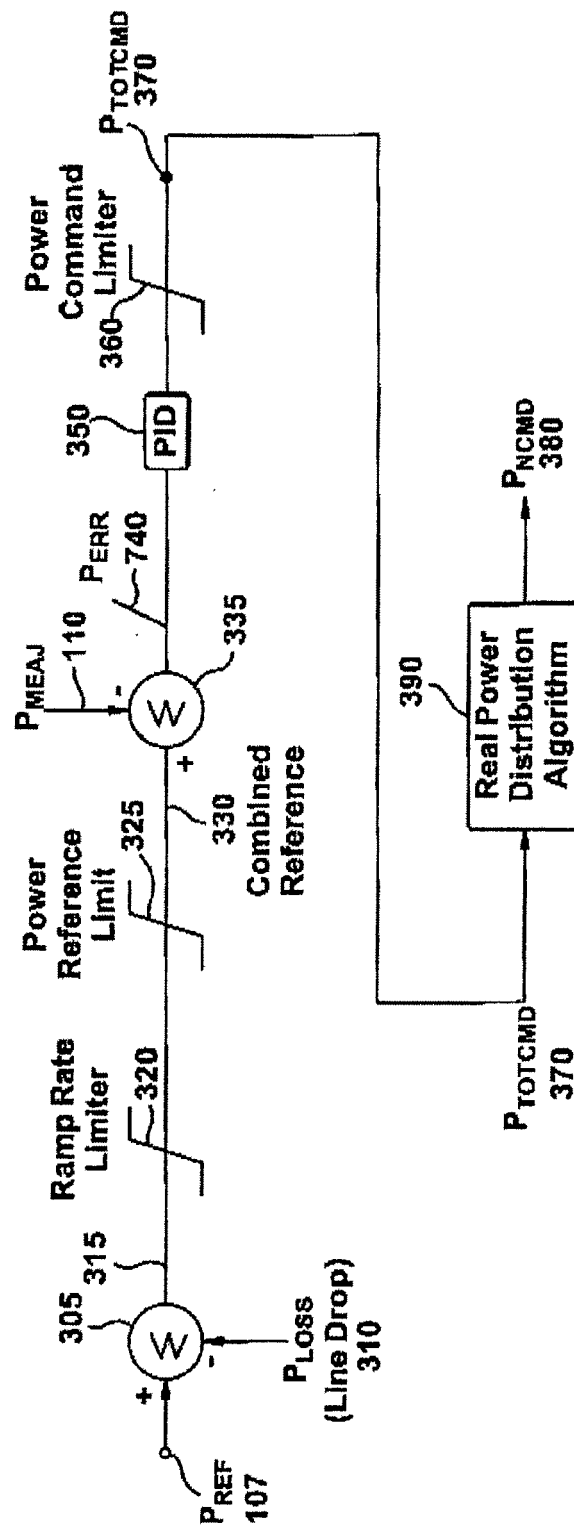 PREF
107
+
-
305
W
PLOSS
(Line Drop)
310
315
Ramp Rate
Limiter
320
Power
Reference
Limit
325
330
Combined
Reference
PMEAJ
110
-
+
W
335
PERR
740
350
PID
Power
Command
Limiter
360
PTOTCMD
370
PTOTCMD
370
390
Real Power
Distribution
Algorithm
PNCMD
380